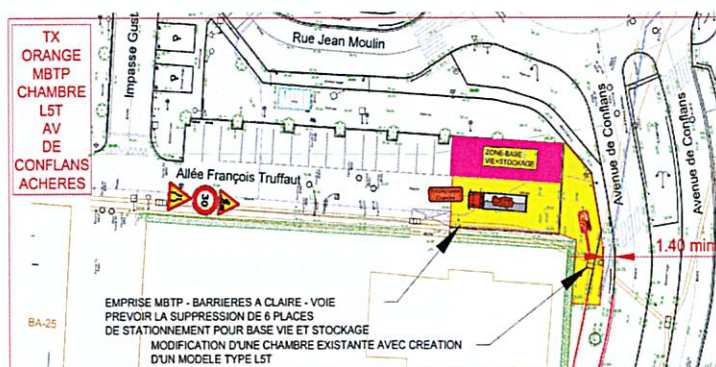 TX
ORANGE
MBTP
CHAMBRE
L5T
AV
DE
CONFLANS
ACHERES
Impasse Gust
Rue Jean Moulin
Avenue de Conflans
Avenue de Conflans
ZONE-BASE
VIE+STOCKAGE
Allée François Truffaut
30
1.40 min
EMPRISE MBTP - BARRIERES A CLAIRE - VOIE
PREVOIR LA SUPPRESSION DE 6 PLACES
DE STATIONNEMENT POUR BASE VIE ET STOCKAGE
MODIFICATION D'UNE CHAMBRE EXISTANTE AVEC CREATION
D'UN MODELE TYPE L5T
BA-25